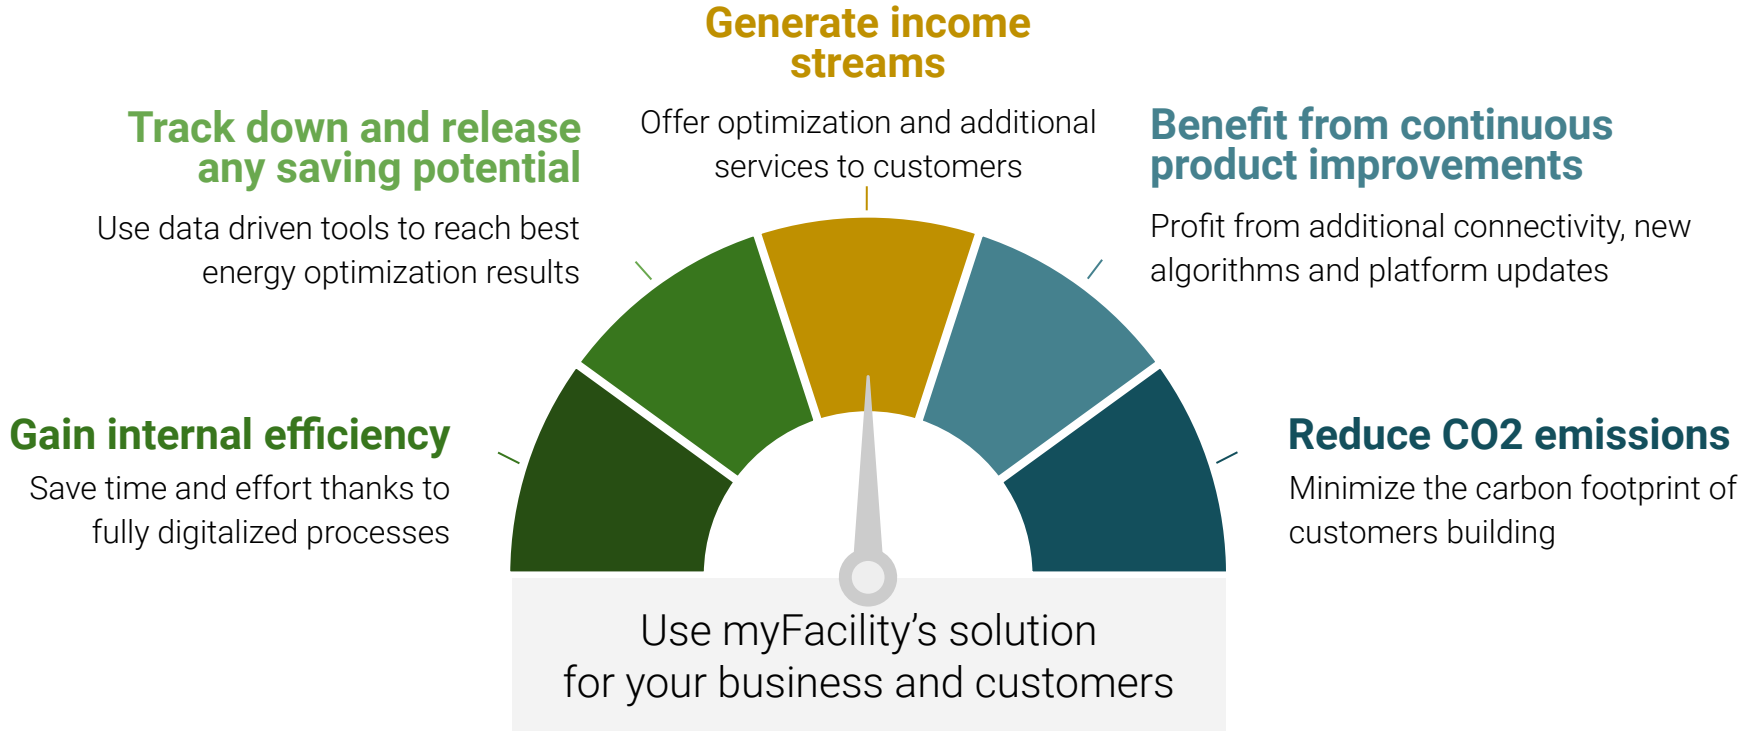 Generate income
streams
Offer optimization and additional
services to customers
Track down and release
any saving potential
Use data driven tools to reach best
energy optimization results
Benefit from continuous
product improvements
Profit from additional connectivity, new
algorithms and platform updates
Gain internal efficiency
Save time and effort thanks to
fully digitalized processes
Reduce CO2 emissions
Minimize the carbon footprint of
customers building
Use myFacility’s solution
for your business and customers